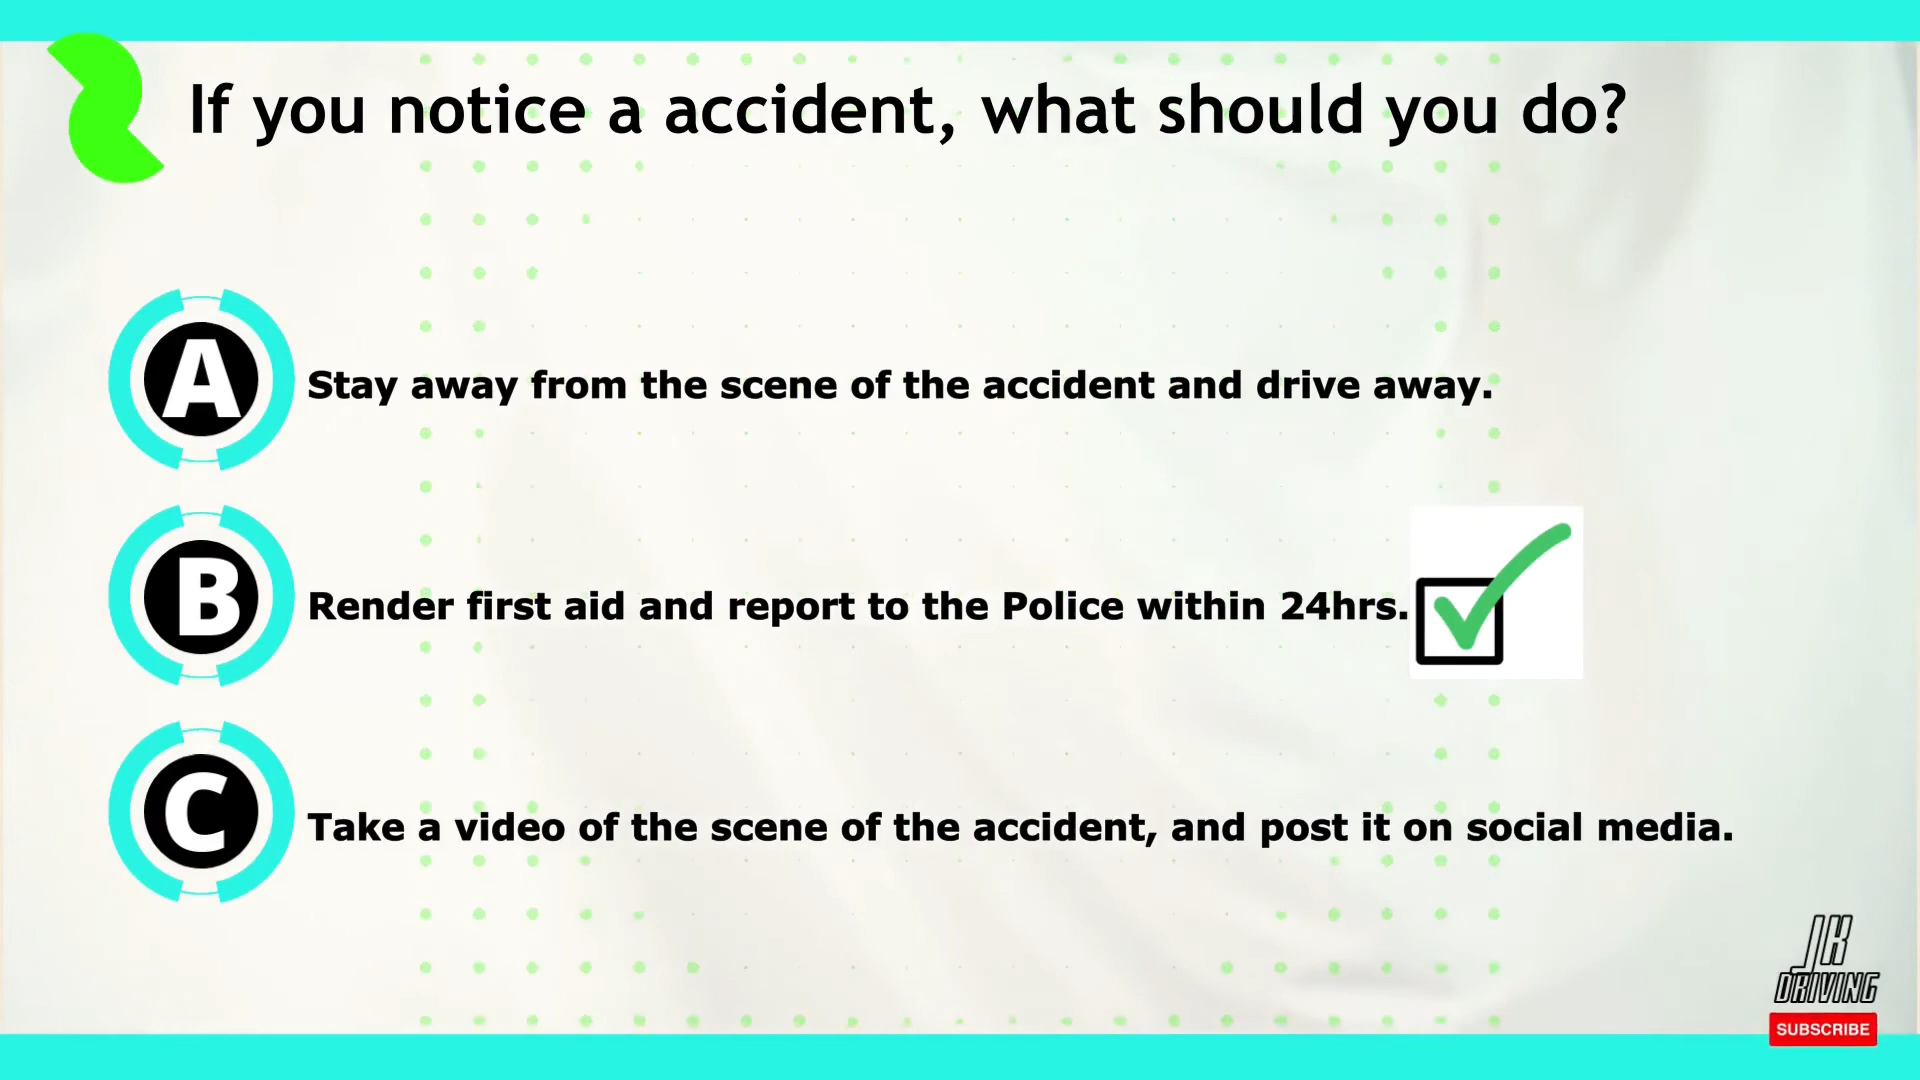 If you notice a accident, what should you do?
A
Stay away from the scene of the accident and drive away.
B
Render first aid and report to the Police within 24hrs.
C
Take a video of the scene of the accident, and post it on social media.
JK
DRIVING
SUBSCRIBE